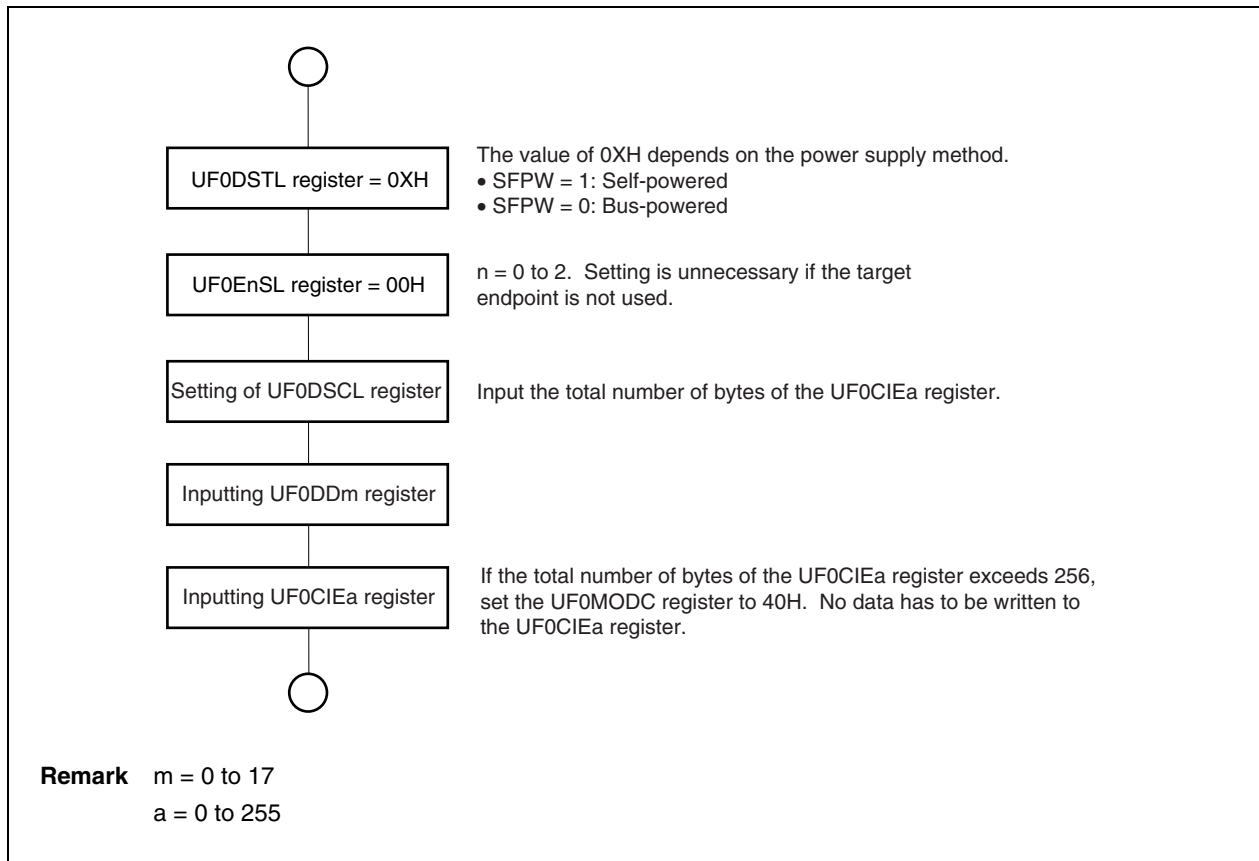 UF0DSTL register = 0XH
The value of 0XH depends on the power supply method.
• SFPW = 1: Self-powered
• SFPW = 0: Bus-powered
UF0EnSL register = 00H
n = 0 to 2. Setting is unnecessary if the target
endpoint is not used.
Setting of UF0DSCL register
Input the total number of bytes of the UF0CIEa register.
Inputting UF0DDm register
Inputting UF0CIEa register
If the total number of bytes of the UF0CIEa register exceeds 256,
set the UF0MODC register to 40H. No data has to be written to
the UF0CIEa register.
Remark m = 0 to 17
a = 0 to 255